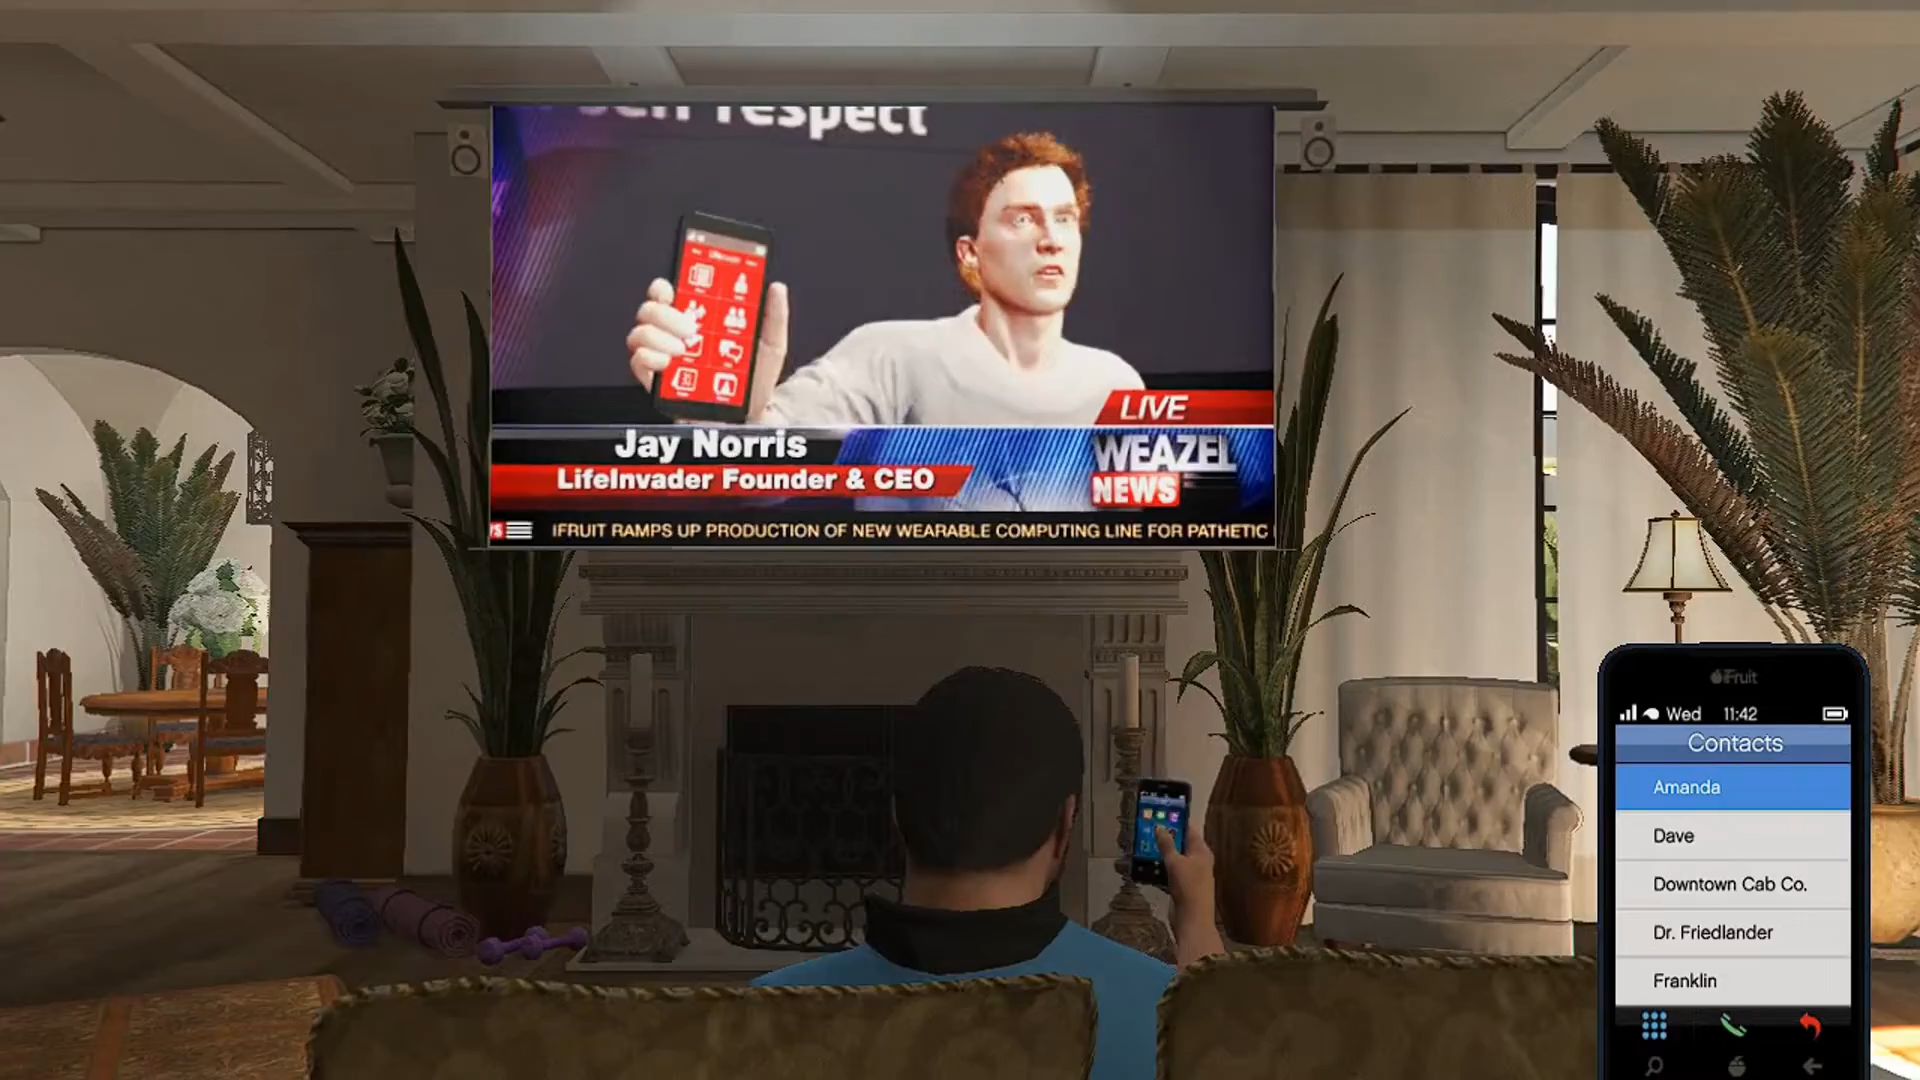 respect
LIVE
Jay Norris
LifeInvader Founder & CEO
WEAZEL
NEWS
IFRUIT RAMPS UP PRODUCTION OF NEW WEARABLE COMPUTING LINE FOR PATHETIC
iFruit
Wed 11:42
Contacts
Amanda
Dave
Downtown Cab Co.
Dr. Friedlander
Franklin